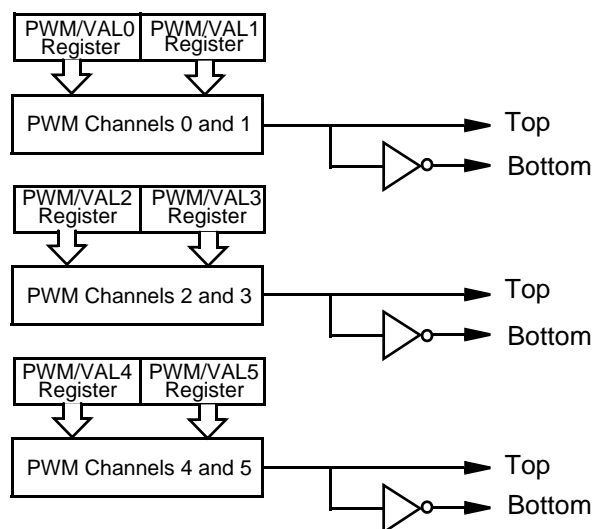 PWM/VAL0 Register
PWM/VAL1 Register
PWM Channels 0 and 1
Top
Bottom
PWM/VAL2 Register
PWM/VAL3 Register
PWM Channels 2 and 3
Top
Bottom
PWM/VAL4 Register
PWM/VAL5 Register
PWM Channels 4 and 5
Top
Bottom